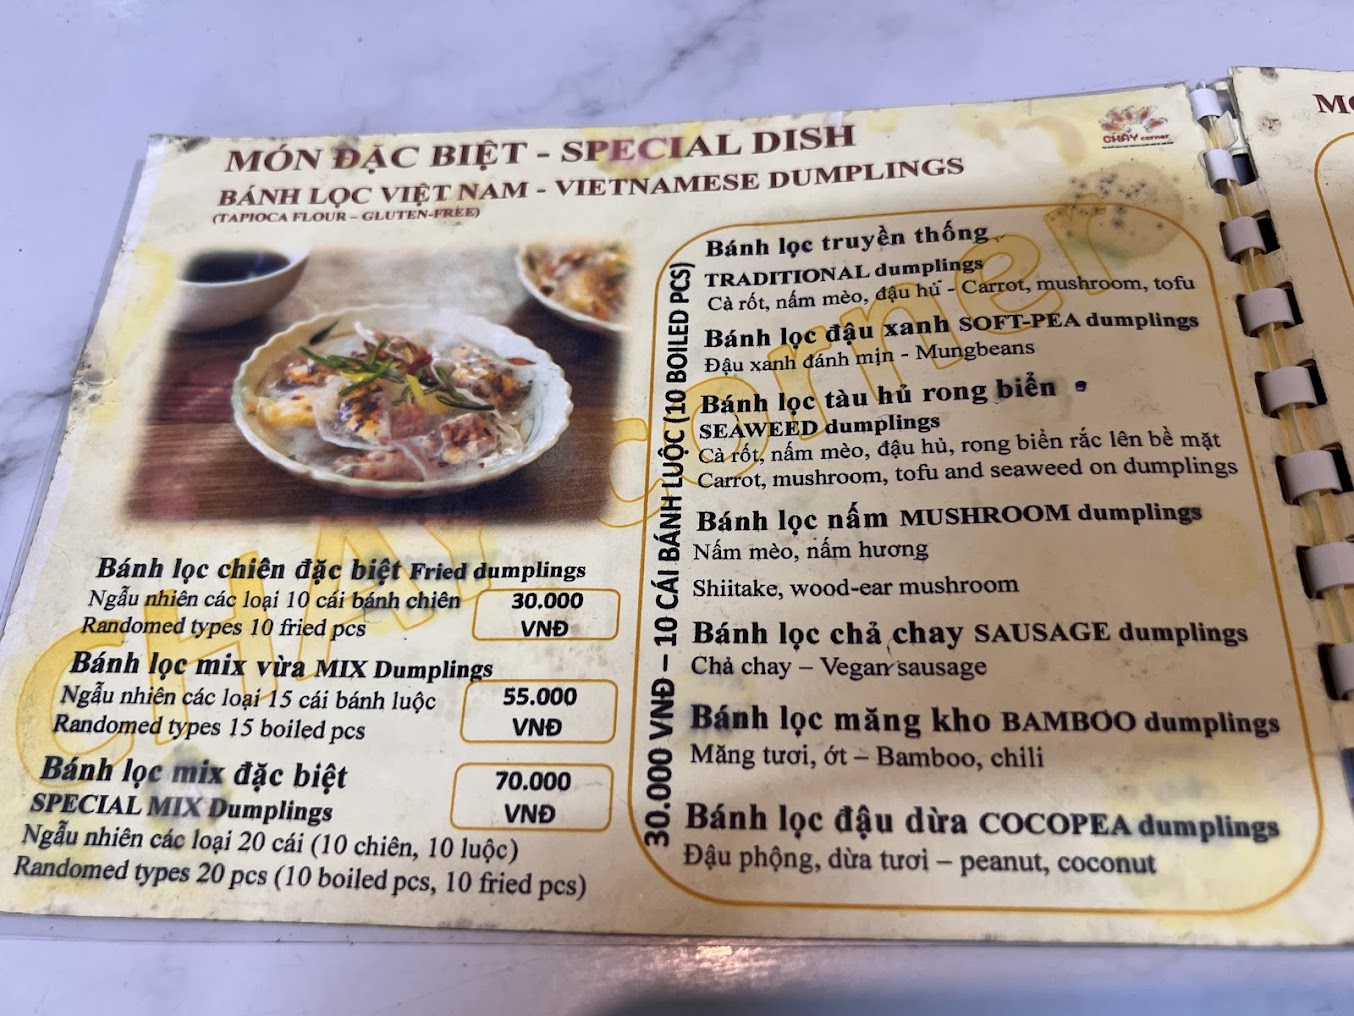 MÓN ĐẶC BIỆT - SPECIAL DISH
BÁNH LỌC VIỆT NAM - VIETNAMESE DUMPLINGS
(TAPIOCA FLOUR – GLUTEN-FREE)
CHAY corner
Bánh lọc chiên đặc biệt Fried dumplings
Ngẫu nhiên các loại 10 cái bánh chiên
Randomed types 10 fried pcs
30.000
VNĐ
Bánh lọc mix vừa MIX Dumplings
Ngẫu nhiên các loại 15 cái bánh luộc
Randomed types 15 boiled pcs
55.000
VNĐ
Bánh lọc mix đặc biệt
SPECIAL MIX Dumplings
70.000
VNĐ
Ngẫu nhiên các loại 20 cái (10 chiên, 10 luộc)
Randomed types 20 pcs (10 boiled pcs, 10 fried pcs)
30.000 VNĐ – 10 CÁI BÁNH LUỘC (10 BOILED PCS)
Bánh lọc truyền thống
TRADITIONAL dumplings
Cà rốt, nấm mèo, đậu hủ - Carrot, mushroom, tofu
Bánh lọc đậu xanh SOFT-PEA dumplings
Đậu xanh đánh mịn - Mungbeans
Bánh lọc tàu hủ rong biển
SEAWEED dumplings
Cà rốt, nấm mèo, đậu hủ, rong biển rắc lên bề mặt
Carrot, mushroom, tofu and seaweed on dumplings
Bánh lọc nấm MUSHROOM dumplings
Nấm mèo, nấm hương
Shiitake, wood-ear mushroom
Bánh lọc chả chay SAUSAGE dumplings
Chả chay – Vegan sausage
Bánh lọc măng kho BAMBOO dumplings
Măng tươi, ớt – Bamboo, chili
Bánh lọc đậu dừa COCOPEA dumplings
Đậu phộng, dừa tươi – peanut, coconut
CHAY corner